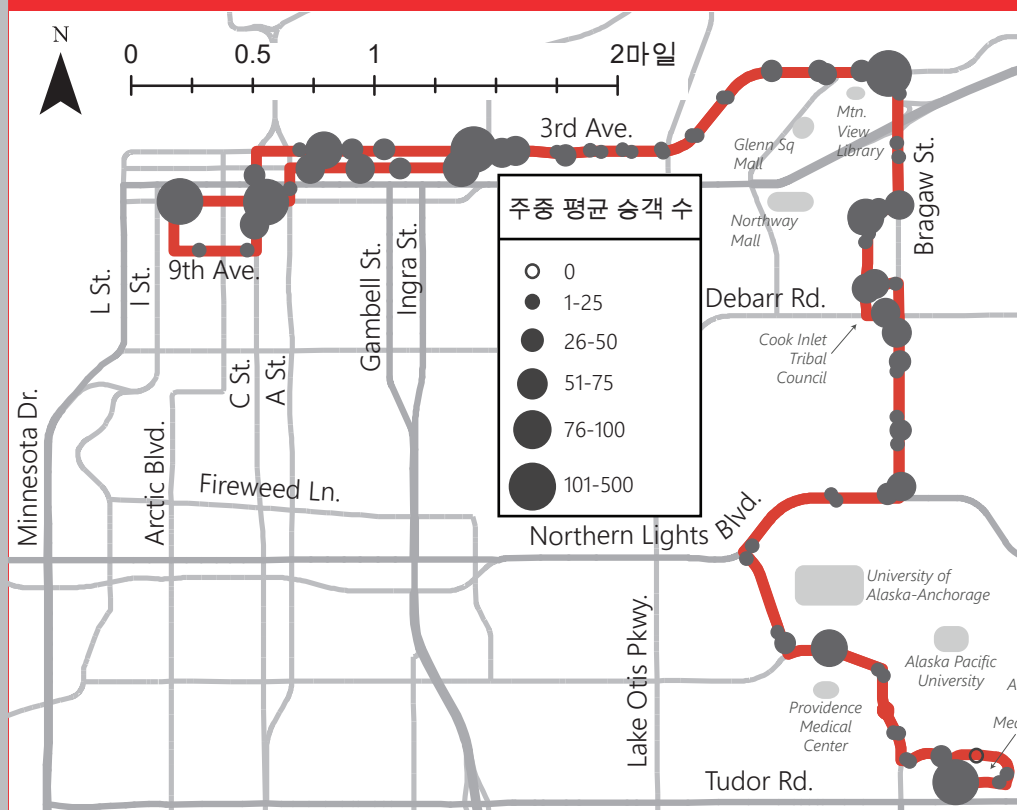 N
0 0.5 1 2마일
3rd Ave.
Mtn.
View
Library
Glenn Sq
Mall
Bragaw St.
주중 평균 승객 수
0
1-25
26-50
51-75
76-100
101-500
Northway
Mall
9th Ave.
L St.
I St.
Gambell St.
Ingra St.
Debarr Rd.
Cook Inlet
Tribal
Council
C St.
A St.
Minnesota Dr.
Arctic Blvd.
Fireweed Ln.
Northern Lights Blvd.
University of
Alaska-Anchorage
Lake Otis Pkwy.
Alaska Pacific
University
A
Providence
Medical
Center
Med
Tudor Rd.